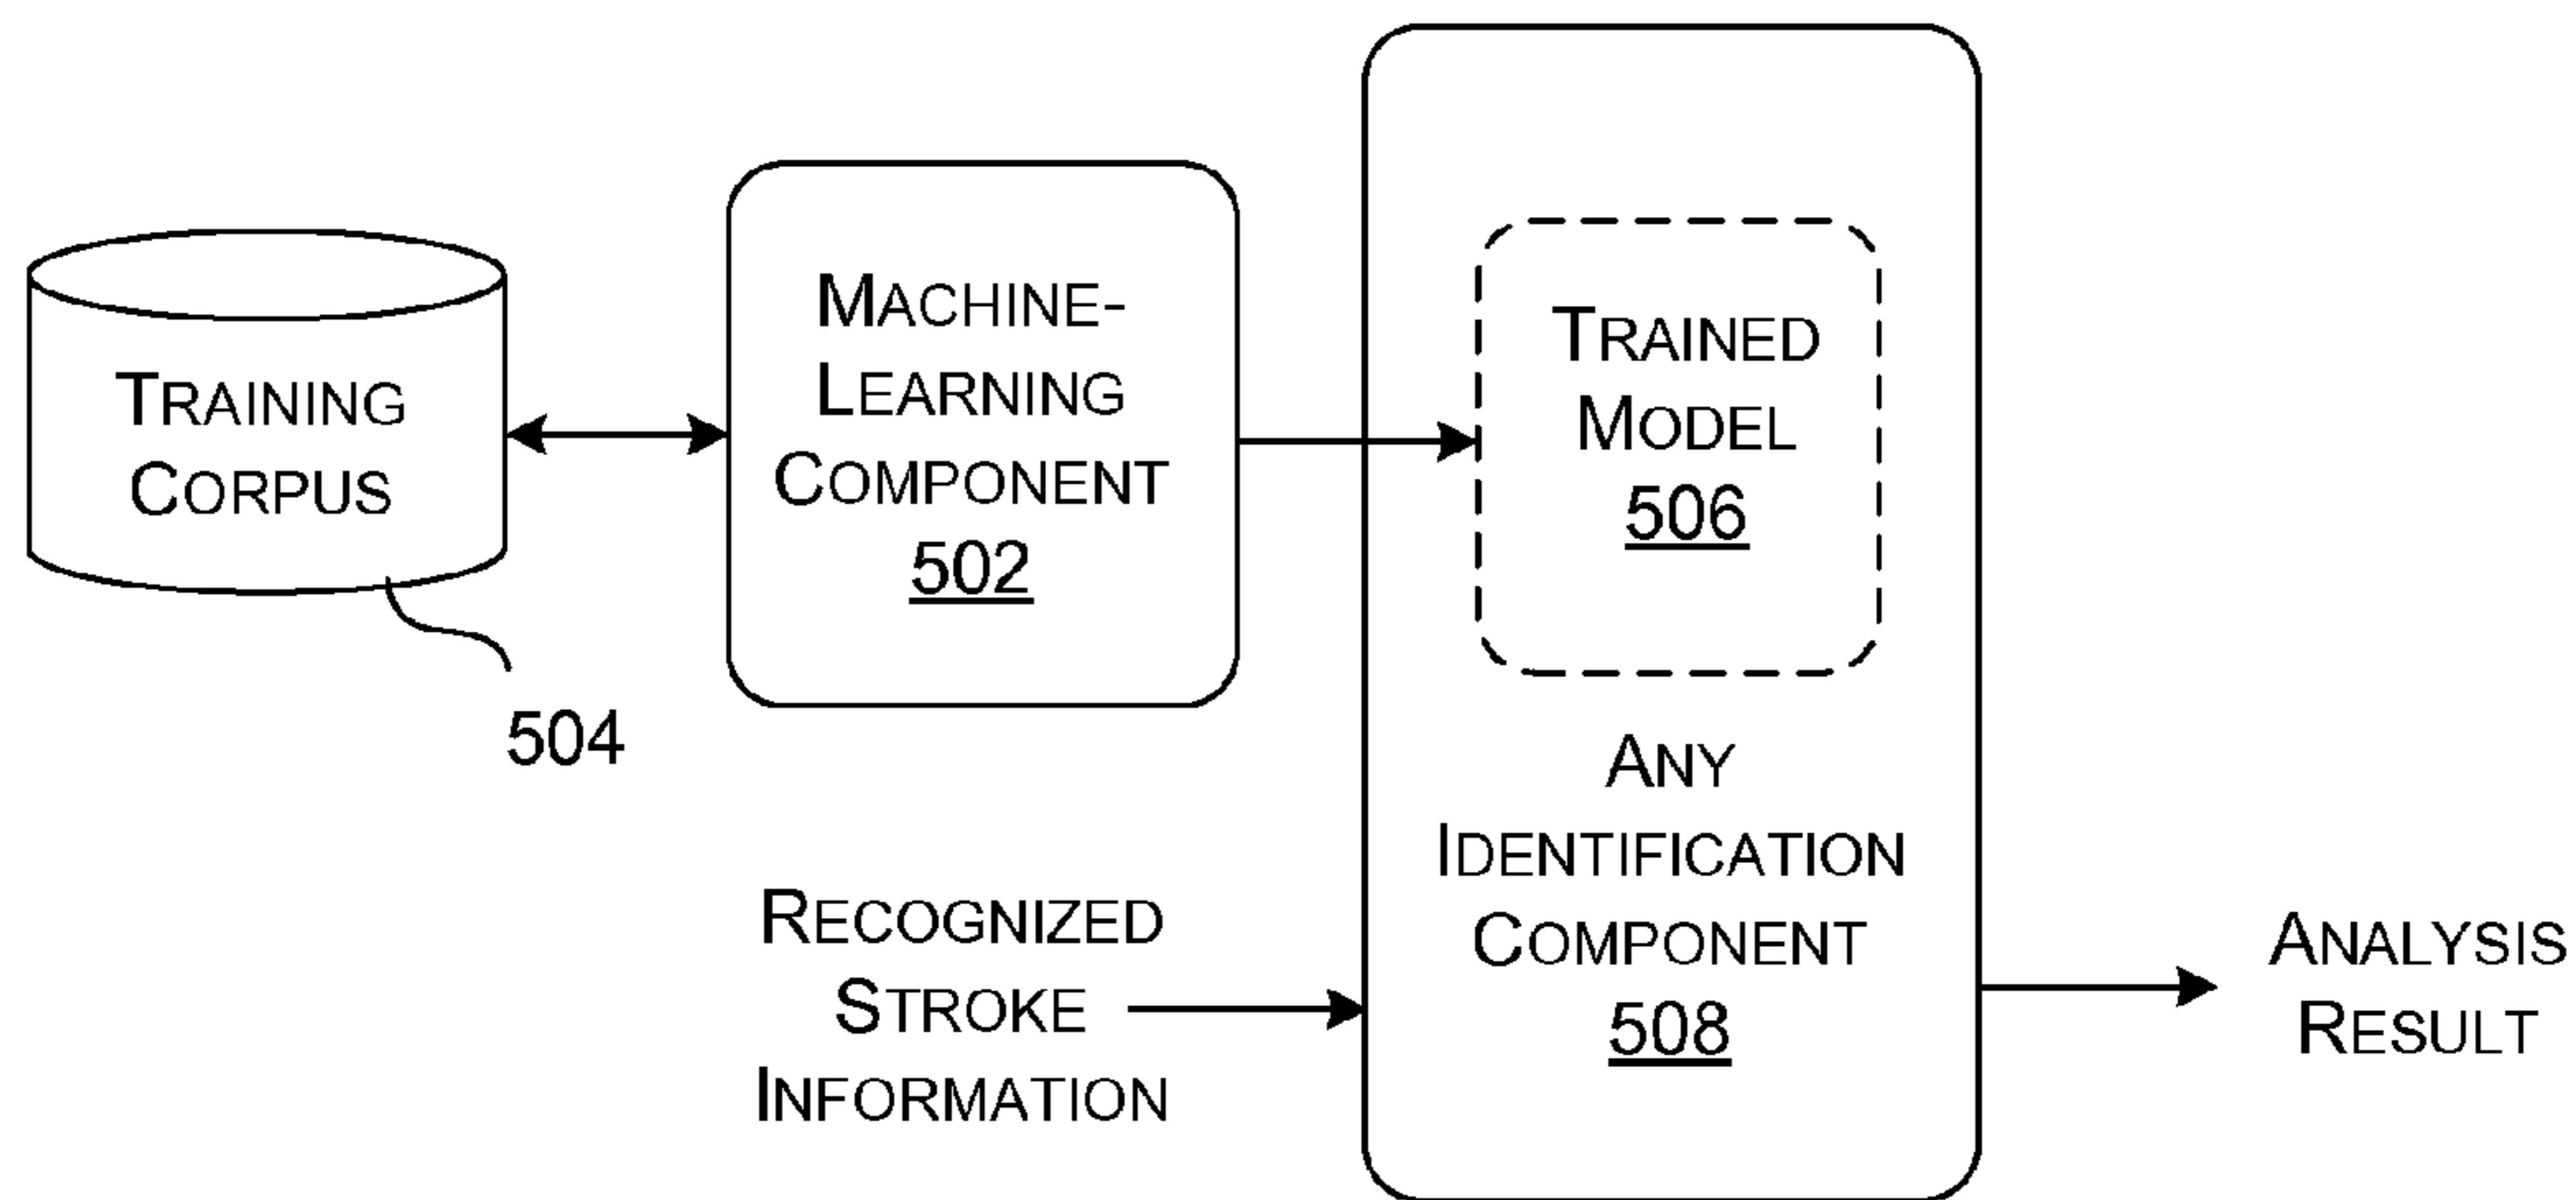 TRAINING
CORPUS
504
MACHINE-
LEARNING
COMPONENT
502
TRAINED
MODEL
506
ANY
IDENTIFICATION
COMPONENT
508
RECOGNIZED
STROKE
INFORMATION
ANALYSIS
RESULT